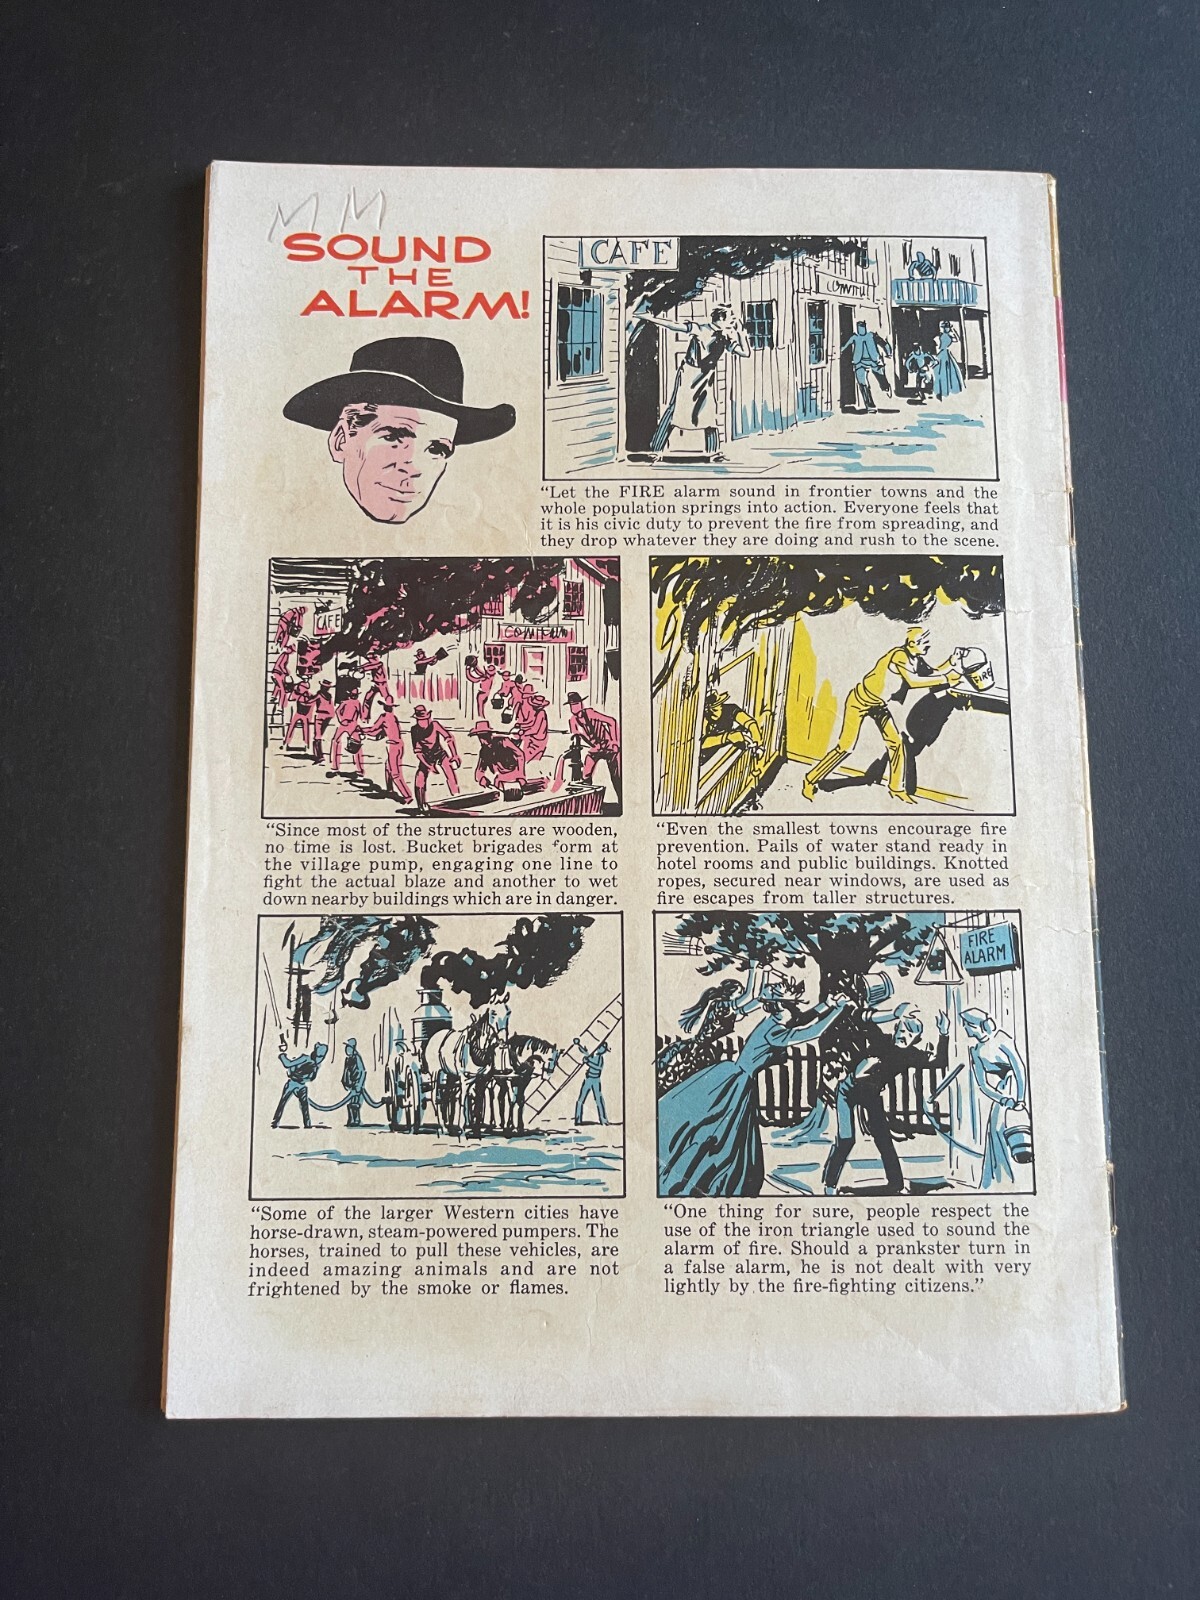 M M
SOUND
THE
ALARM!
CAFE
"Let the FIRE alarm sound in frontier towns and the
whole population springs into action. Everyone feels that
it is his civic duty to prevent the fire from spreading, and
they drop whatever they are doing and rush to the scene.
CAFE
FIRE
"Since most of the structures are wooden,
no time is lost. Bucket brigades form at
the village pump, engaging one line to
fight the actual blaze and another to wet
down nearby buildings which are in danger.
"Even the smallest towns encourage fire
prevention. Pails of water stand ready in
hotel rooms and public buildings. Knotted
ropes, secured near windows, are used as
fire escapes from taller structures.
FIRE
ALARM
"Some of the larger Western cities have
horse-drawn, steam-powered pumpers. The
horses, trained to pull these vehicles, are
indeed amazing animals and are not
frightened by the smoke or flames.
"One thing for sure, people respect the
use of the iron triangle used to sound the
alarm of fire. Should a prankster turn in
a false alarm, he is not dealt with very
lightly by the fire-fighting citizens."